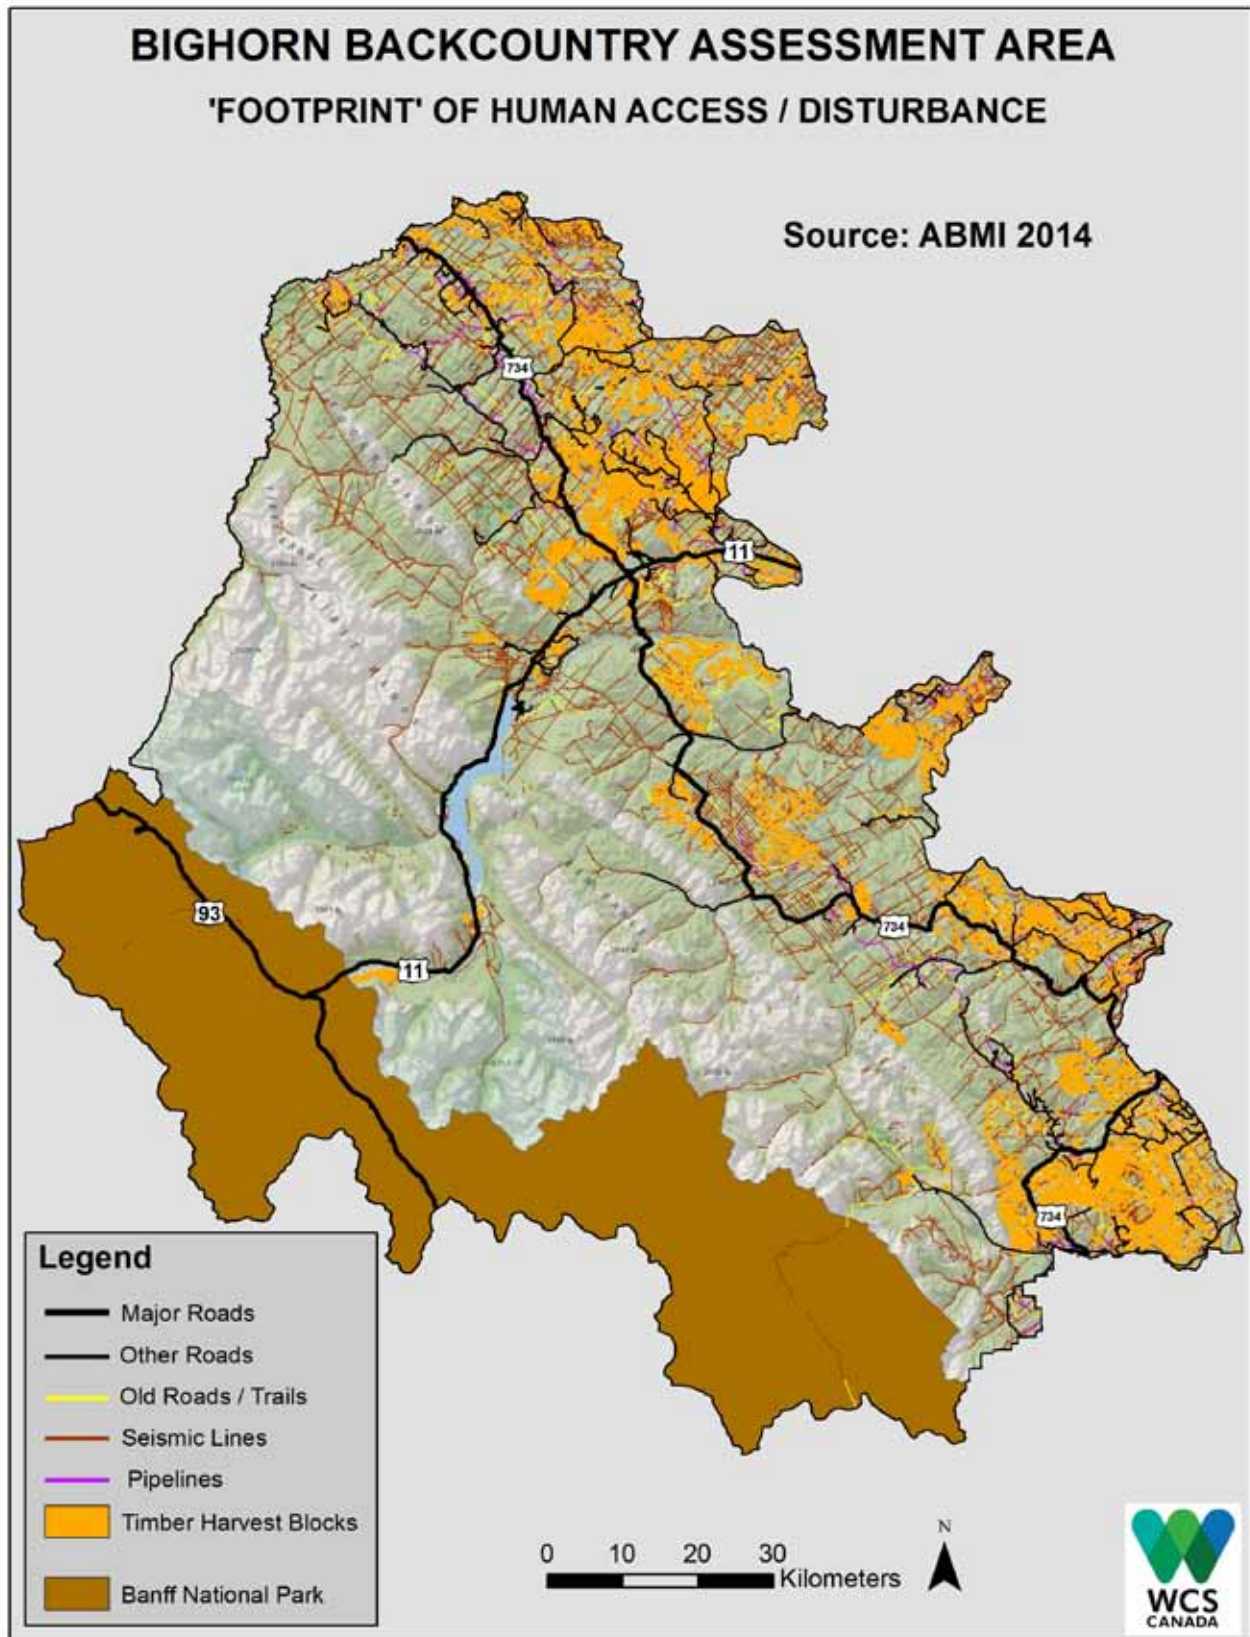 BIGHORN BACKCOUNTRY ASSESSMENT AREA
'FOOTPRINT' OF HUMAN ACCESS / DISTURBANCE
Source: ABMI 2014
734
11
93
11
734
734
Legend
Major Roads
Other Roads
Old Roads / Trails
Seismic Lines
Pipelines
Timber Harvest Blocks
Banff National Park
0 10 20 30
Kilometers
N
WCS
CANADA